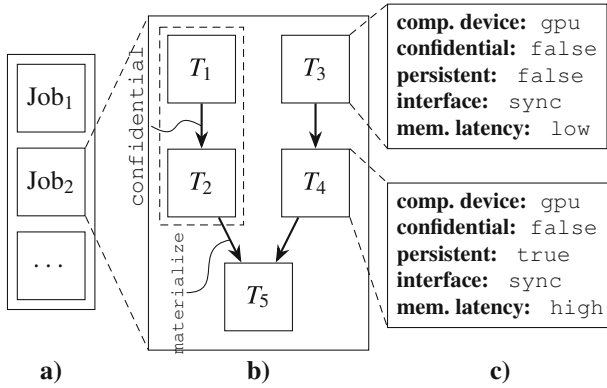 Job1
Job2
...
a)
confidential
materialize
T1
T3
T2
T4
T5
b)
comp. device: gpu
confidential: false
persistent: false
interface: sync
mem. latency: low
comp. device: gpu
confidential: false
persistent: true
interface: sync
mem. latency: high
c)